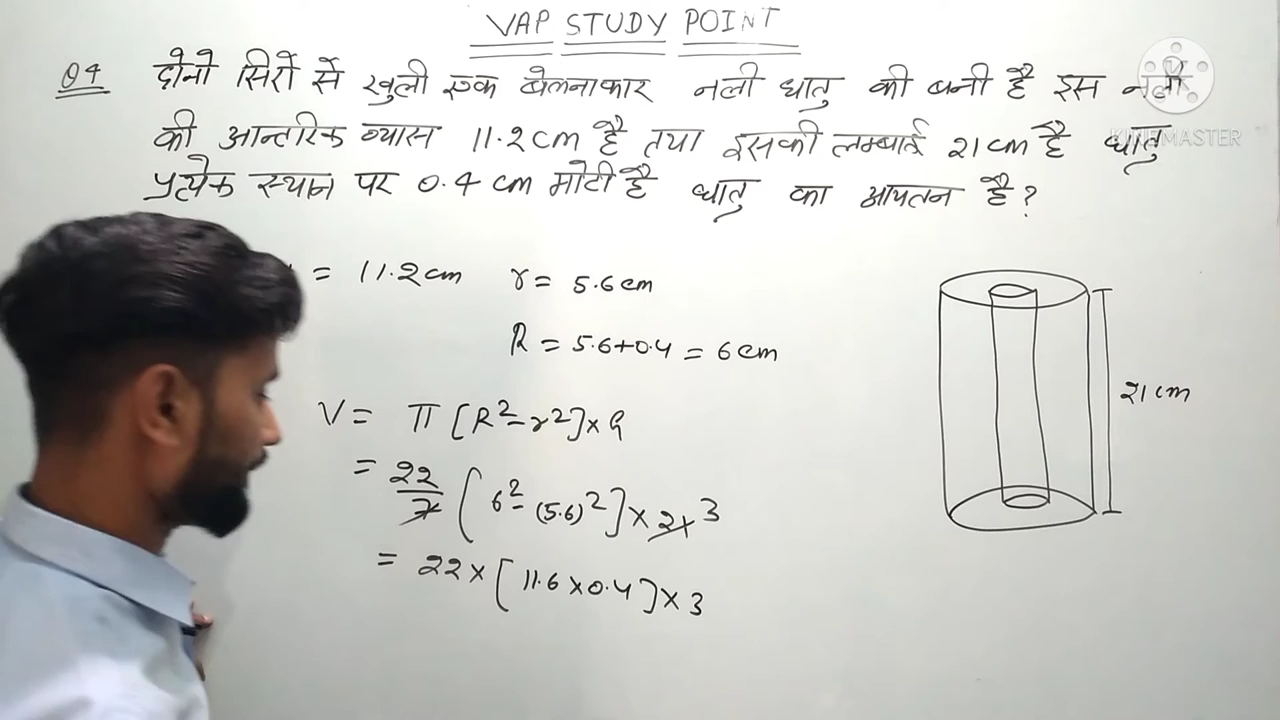 VAP STUDY POINT
Q4 दोनो सिरों से खुली एक बेलनाकार नली धातु की बनी है इस नली
की आन्तरिक व्यास 11.2 cm है तथा इसकी लम्बाई 21 cm है धातु
KINEMASTER
प्रत्येक स्थान पर 0.4 cm मोटी है धातु का आयतन है?
= 11.2 cm r = 5.6 cm
R = 5.6+0.4 = 6 cm
21 cm
V = π [R²-r²]×h
= 22/7 [6²-(5.6)²]×21 3
= 22×[11.6×0.4]×3